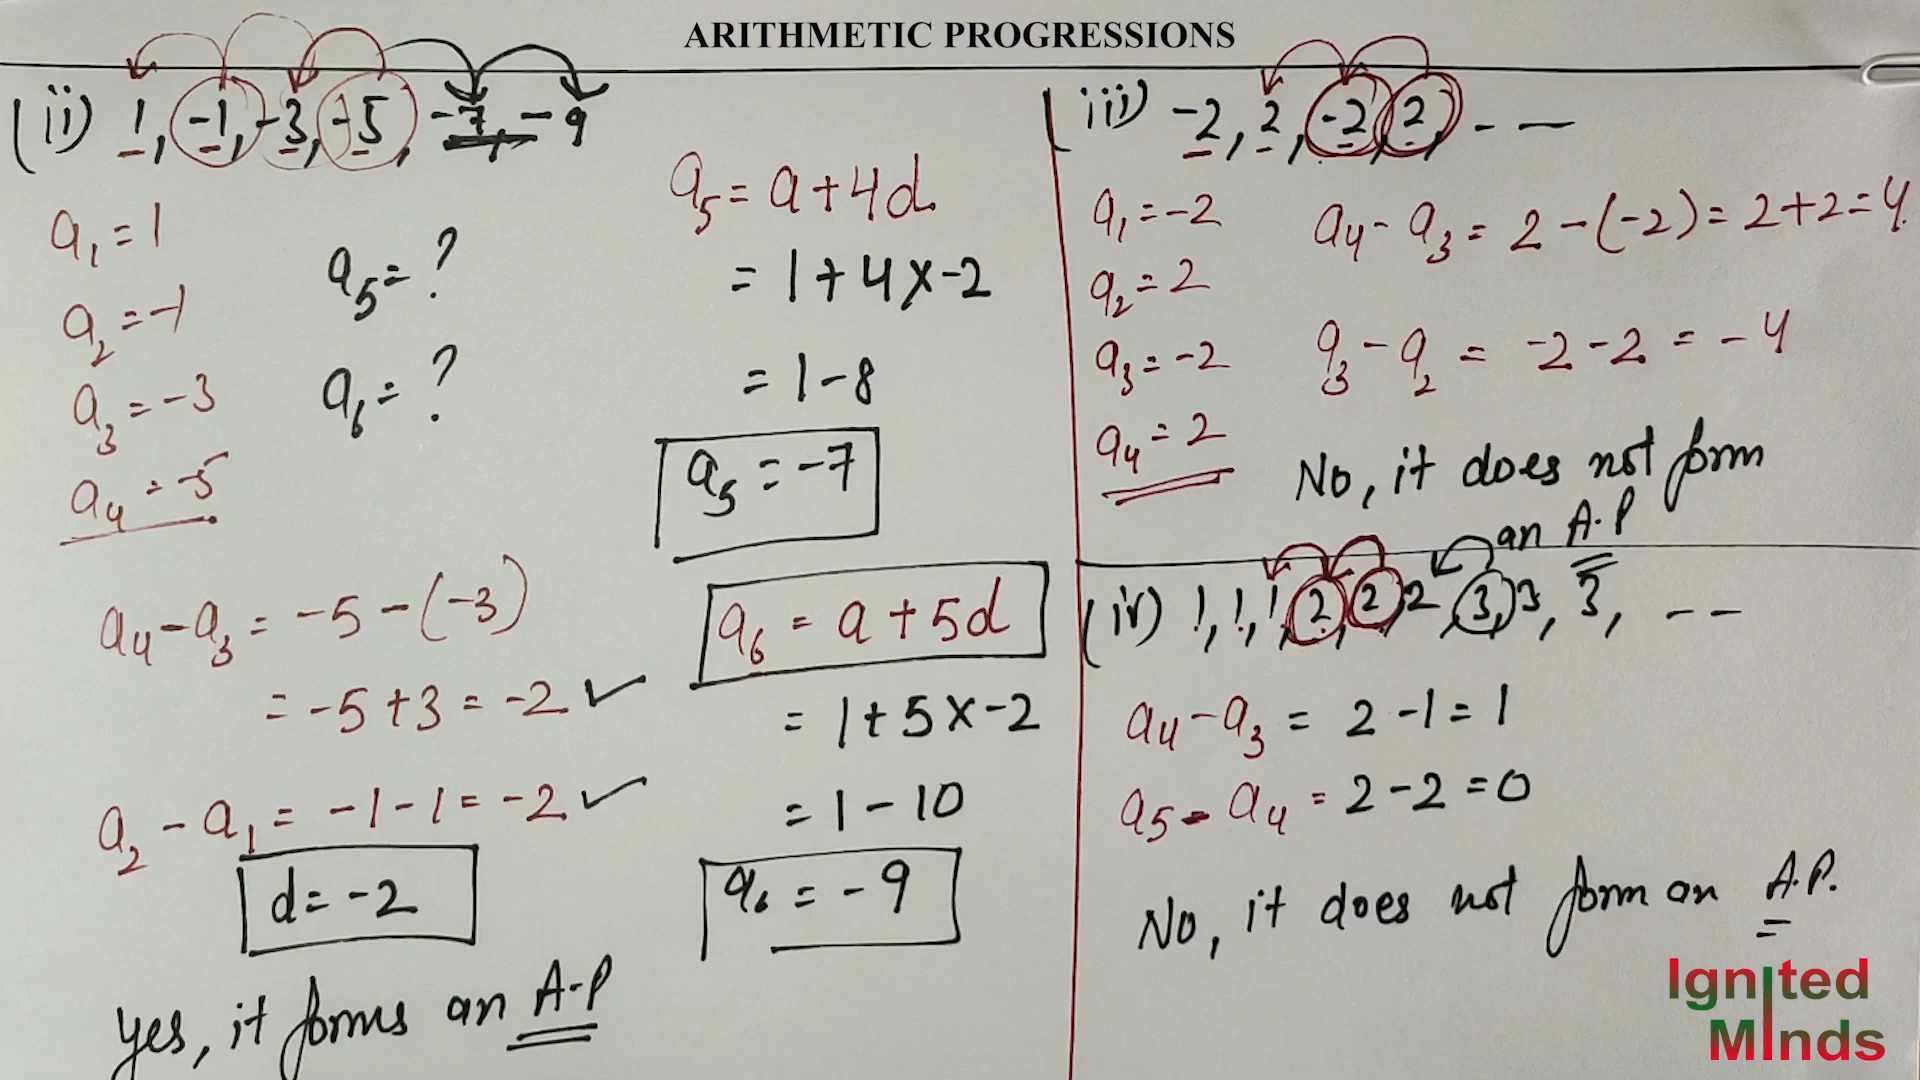 ARITHMETIC PROGRESSIONS
(ii) 1, -1, -3, -5, -7, -9
a₁ = 1
a₂ = -1
a₃ = -3
a₄ = -5
a₅ = ?
a₆ = ?
a₄ - a₃ = -5 - (-3)
= -5 + 3 = -2 ✓
a₂ - a₁ = -1 - 1 = -2 ✓
d = -2
yes, it forms an A.P
a₅ = a + 4d
= 1 + 4 x -2
= 1 - 8
a₅ = -7
a₆ = a + 5d
= 1 + 5 x -2
= 1 - 10
a₆ = -9
iii) -2, 2, -2, 2, - -
a₁ = -2
a₂ = 2
a₃ = -2
a₄ = 2
a₄ - a₃ = 2 - (-2) = 2 + 2 = 4
a₃ - a₂ = -2 - 2 = -4
No, it does not form
an A.P
(iv) 1, 1, 1, 2, 2, 2, 3, 3, 3, - -
a₄ - a₃ = 2 - 1 = 1
a₅ - a₄ = 2 - 2 = 0
No, it does not form an A.P.
Ignited
Minds